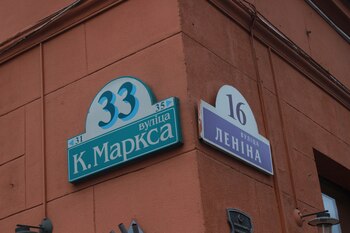 33
◄31 35►
вуліца
К. Маркса
16
вуліца
ЛЕНІНА